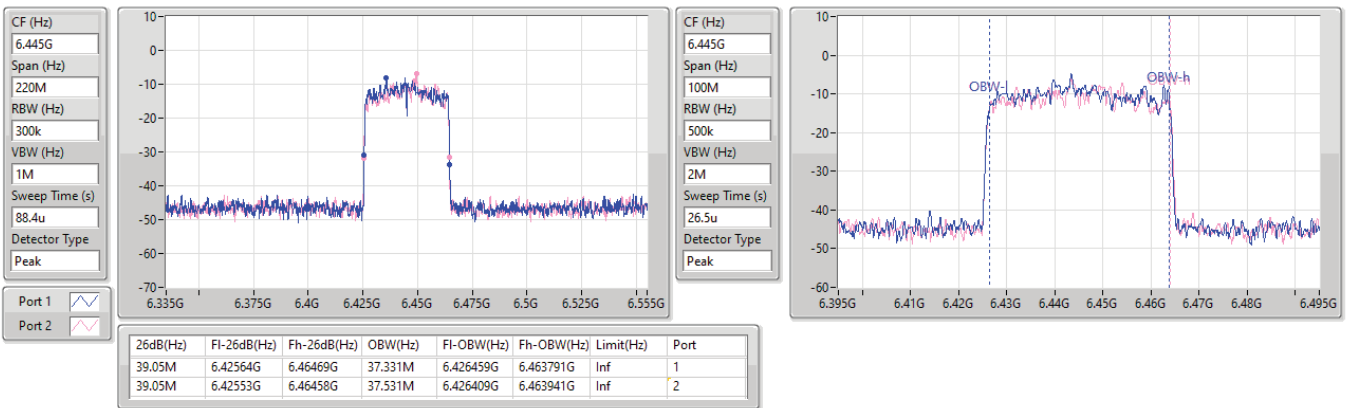 CF (Hz)
6.445G
Span (Hz)
220M
RBW (Hz)
300k
VBW (Hz)
1M
Sweep Time (s)
88.4u
Detector Type
Peak
Port 1
Port 2
10
0
-10
-20
-30
-40
-50
-60
-70
6.335G 6.375G 6.4G 6.425G 6.45G 6.475G 6.5G 6.525G 6.555G
CF (Hz)
6.445G
Span (Hz)
100M
RBW (Hz)
500k
VBW (Hz)
2M
Sweep Time (s)
26.5u
Detector Type
Peak
10
0
-10
-20
-30
-40
-50
-60
OBW-l OBW-h
6.395G 6.41G 6.42G 6.43G 6.44G 6.45G 6.46G 6.47G 6.48G 6.495G
26dB(Hz) Fl-26dB(Hz) Fh-26dB(Hz) OBW(Hz) Fl-OBW(Hz) Fh-OBW(Hz) Limit(Hz) Port
39.05M 6.42564G 6.46469G 37.331M 6.426459G 6.463791G Inf 1
39.05M 6.42553G 6.46458G 37.531M 6.426409G 6.463941G Inf 2